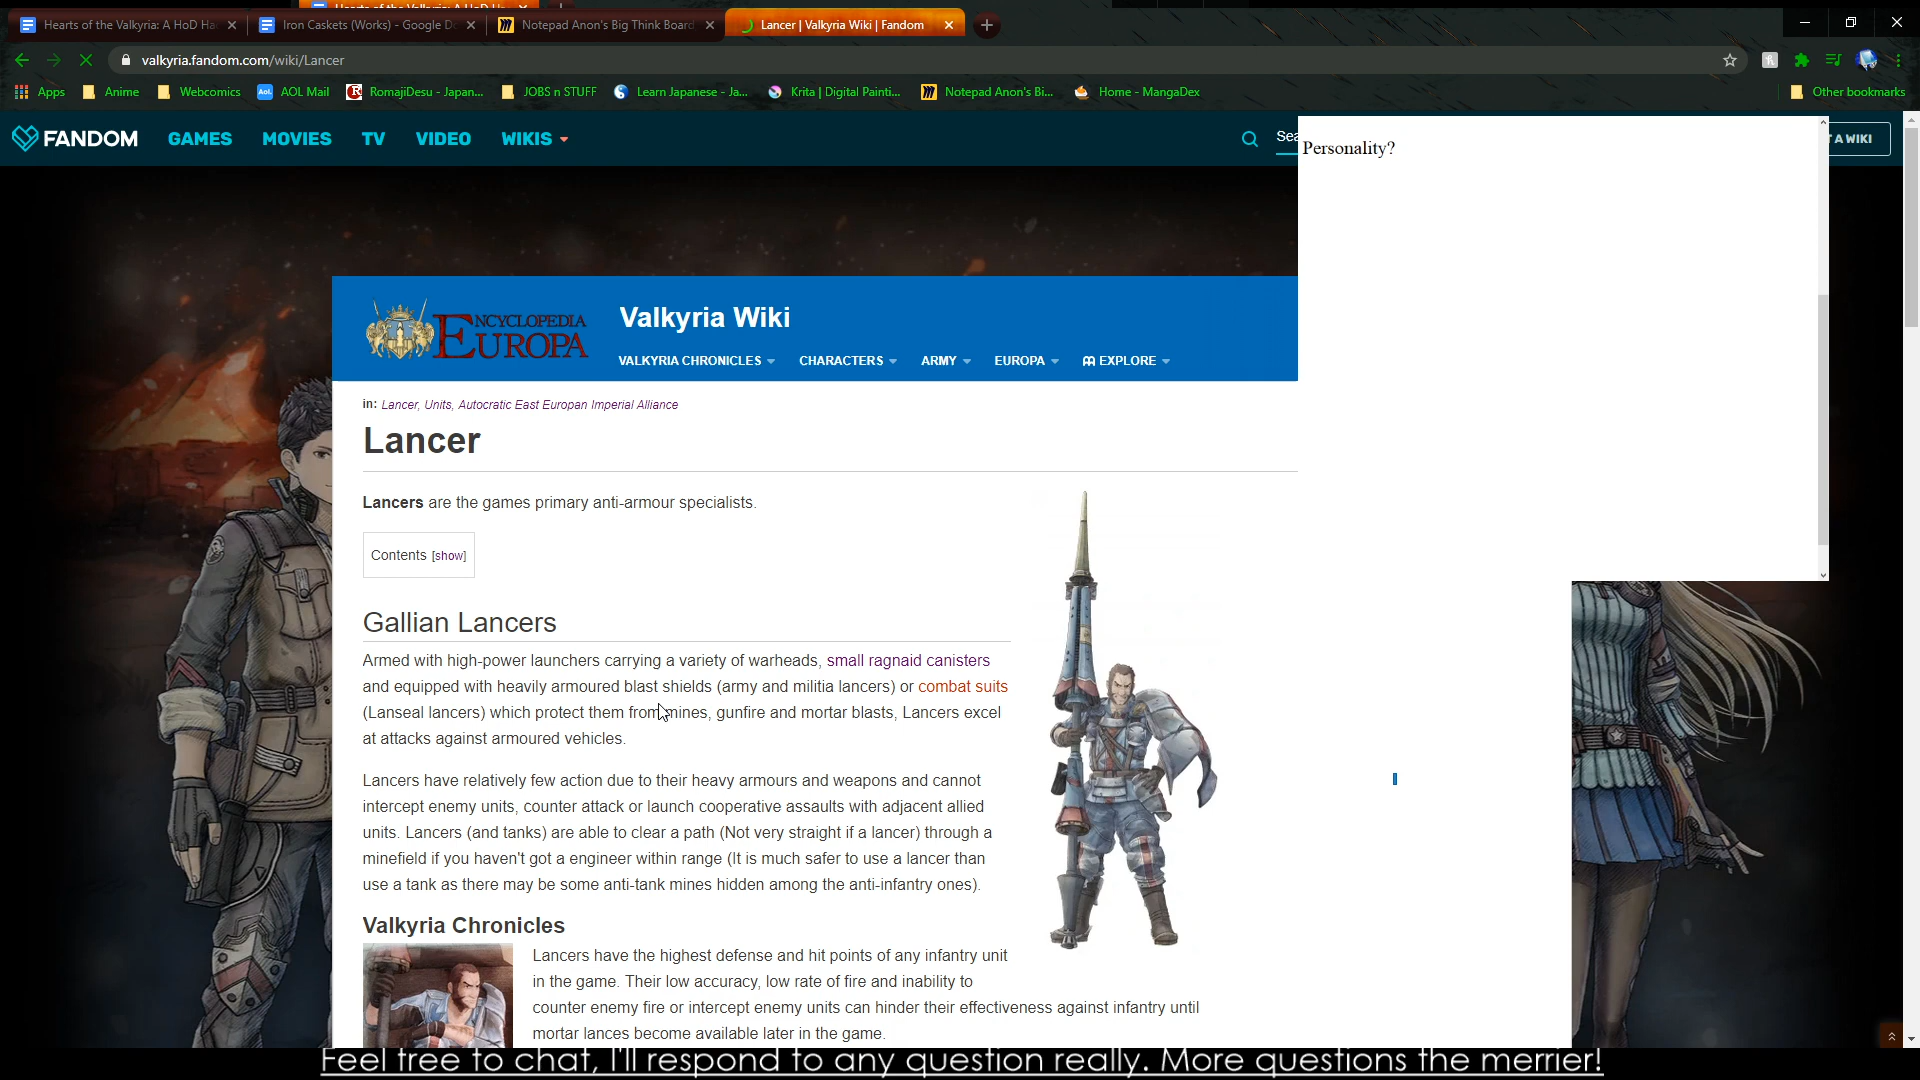 Hearts of the Valkyria: A HoD Ha
Iron Caskets (Works) - Google Do
Notepad Anon's Big Think Board
Lancer | Valkyria Wiki | Fandom
valkyria.fandom.com/wiki/Lancer
Apps
Anime
Webcomics
Aol.
AOL Mail
RomajiDesu - Japan...
JOBS n STUFF
Learn Japanese - Ja...
Krita | Digital Painti...
Notepad Anon's Bi...
Home - MangaDex
Other bookmarks
FANDOM
GAMES
MOVIES
TV
VIDEO
WIKIS
Sea
T A WIKI
Personality?
ENCYCLOPEDIA
EUROPA
Valkyria Wiki
VALKYRIA CHRONICLES
CHARACTERS
ARMY
EUROPA
EXPLORE
in: Lancer, Units, Autocratic East Europan Imperial Alliance
Lancer
Lancers are the games primary anti-armour specialists.
Contents [show]
Gallian Lancers
Armed with high-power launchers carrying a variety of warheads, small ragnaid canisters
and equipped with heavily armoured blast shields (army and militia lancers) or combat suits
(Lanseal lancers) which protect them from mines, gunfire and mortar blasts, Lancers excel
at attacks against armoured vehicles.
Lancers have relatively few action due to their heavy armours and weapons and cannot
intercept enemy units, counter attack or launch cooperative assaults with adjacent allied
units. Lancers (and tanks) are able to clear a path (Not very straight if a lancer) through a
minefield if you haven't got a engineer within range (It is much safer to use a lancer than
use a tank as there may be some anti-tank mines hidden among the anti-infantry ones).
Valkyria Chronicles
Lancers have the highest defense and hit points of any infantry unit
in the game. Their low accuracy, low rate of fire and inability to
counter enemy fire or intercept enemy units can hinder their effectiveness against infantry until
mortar lances become available later in the game.
Feel free to chat, I'll respond to any question really. More questions the merrier!